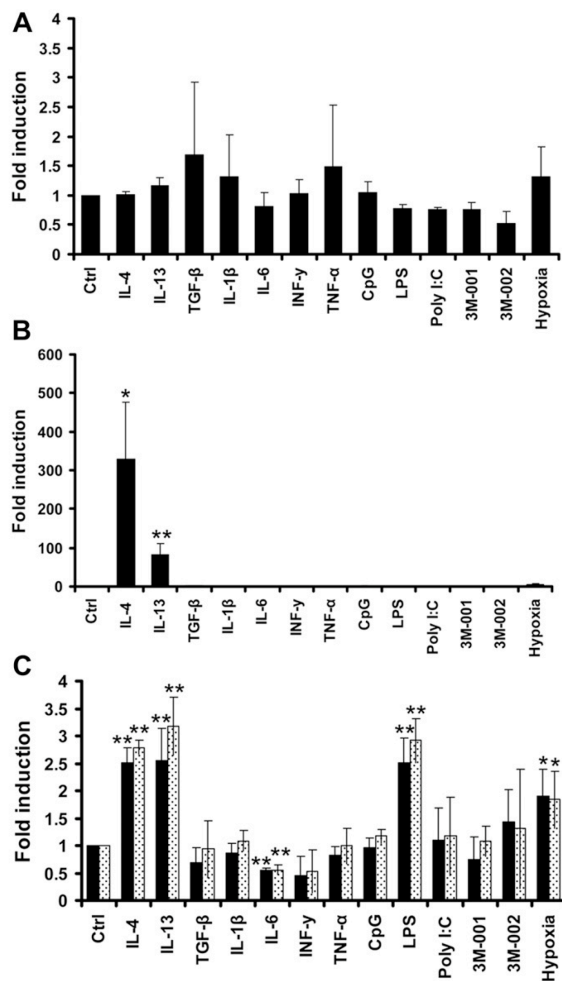 A
Fold induction
4
3.5
3
2.5
2
1.5
1
0.5
0
Ctrl
IL-4
IL-13
TGF-β
IL-1β
IL-6
INF-y
TNF-α
CpG
LPS
Poly I:C
3M-001
3M-002
Hypoxia
B
Fold induction
600
500
400
300
200
100
0
*
**
Ctrl
IL-4
IL-13
TGF-β
IL-1β
IL-6
INF-y
TNF-α
CpG
LPS
Poly I:C
3M-001
3M-002
Hypoxia
C
Fold induction
4
3.5
3
2.5
2
1.5
1
0.5
0
** **
** **
** **
** **
* *
Ctrl
IL-4
IL-13
TGF-β
IL-1β
IL-6
INF-y
TNF-α
CpG
LPS
Poly I:C
3M-001
3M-002
Hypoxia